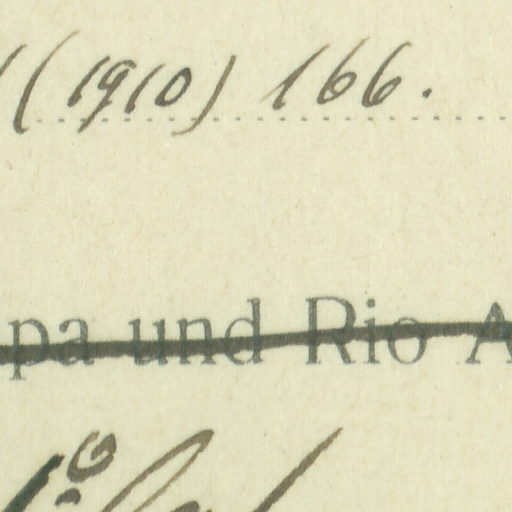 (1910) 166.
pa und Rio A